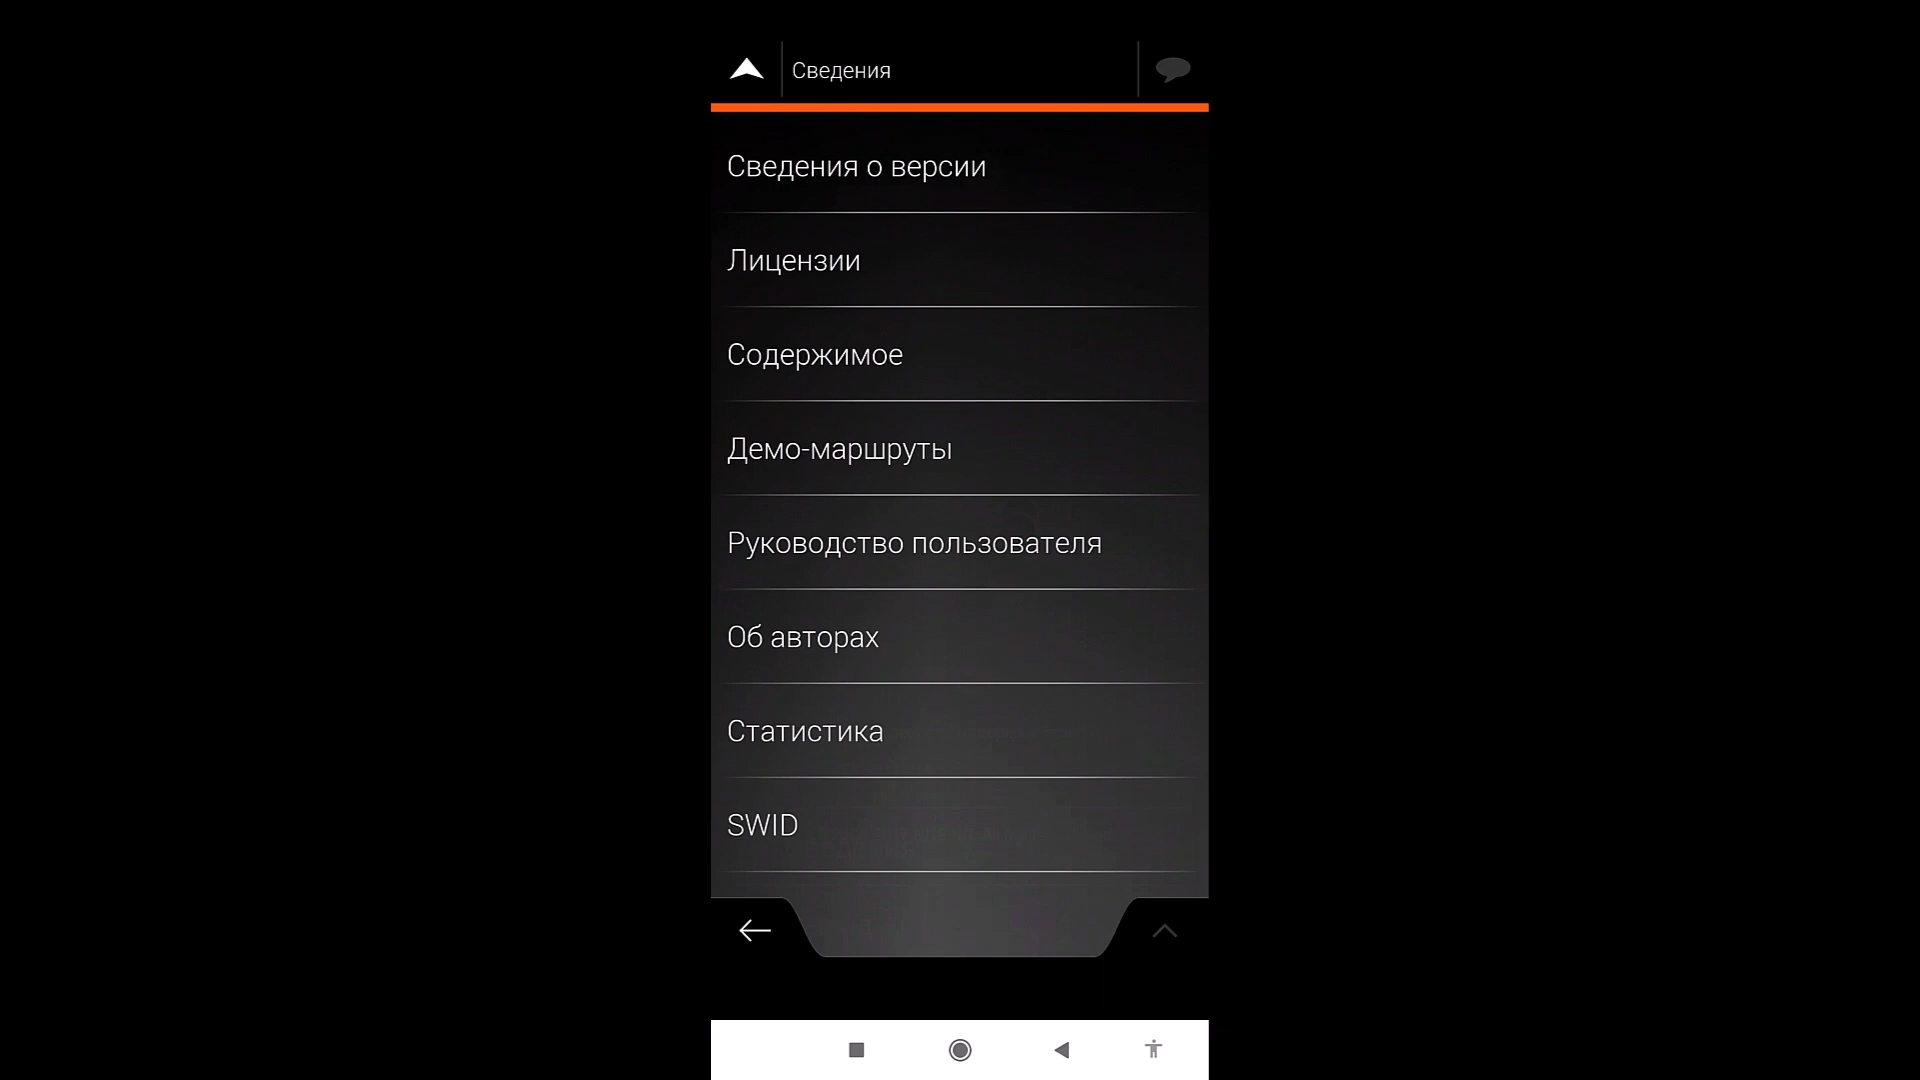 Сведения
Сведения о версии
Лицензии
Содержимое
Демо-маршруты
Руководство пользователя
Об авторах
Статистика
SWID